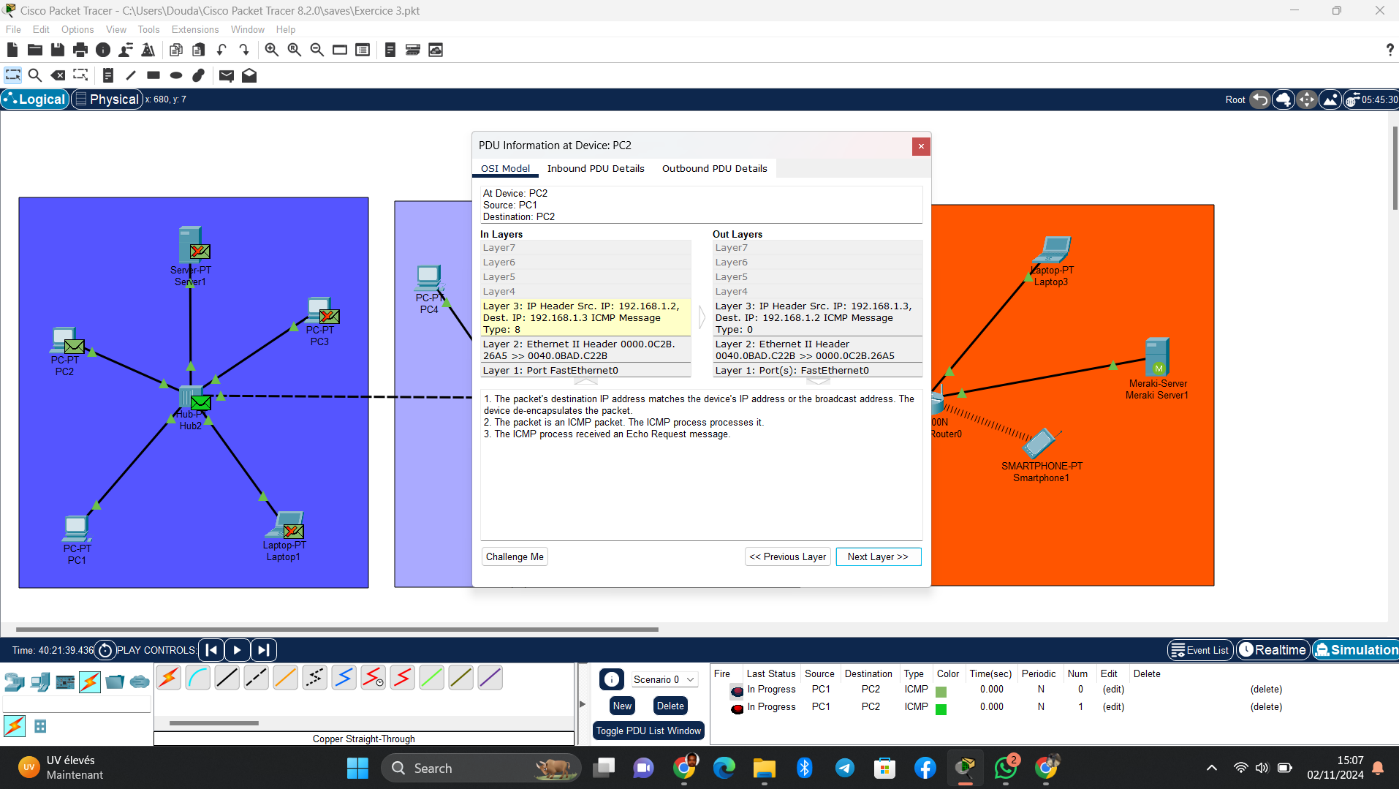 Cisco Packet Tracer - C:\Users\Douda\Cisco Packet Tracer 8.2.0\saves\Exercice 3.pkt
File Edit Options View Tools Extensions Window Help
?
Logical Physical x: 680, y: 7
Root 05:45:30
PDU Information at Device: PC2
OSI Model Inbound PDU Details Outbound PDU Details
At Device: PC2
Source: PC1
Destination: PC2
In Layers
Layer7
Layer6
Layer5
Layer4
Layer 3: IP Header Src. IP: 192.168.1.2,
Dest. IP: 192.168.1.3 ICMP Message
Type: 8
Layer 2: Ethernet II Header 0000.0C2B.
26A5 >> 0040.0BAD.C22B
Layer 1: Port FastEthernet0
Out Layers
Layer7
Layer6
Layer5
Layer4
Layer 3: IP Header Src. IP: 192.168.1.3,
Dest. IP: 192.168.1.2 ICMP Message
Type: 0
Layer 2: Ethernet II Header
0040.0BAD.C22B >> 0000.0C2B.26A5
Layer 1: Port(s): FastEthernet0
1. The packet's destination IP address matches the device's IP address or the broadcast address. The
device de-encapsulates the packet.
2. The packet is an ICMP packet. The ICMP process processes it.
3. The ICMP process received an Echo Request message.
Challenge Me << Previous Layer Next Layer >>
Server-PT
Server1
PC-PT
PC3
PC-PT
PC2
Hub-P
Hub2
PC-PT
PC1
Laptop-PT
Laptop1
PC-PT
PC4
Laptop-PT
Laptop3
M
Meraki-Server
Meraki Server1
00N
Router0
SMARTPHONE-PT
Smartphone1
Time: 40:21:39.436 PLAY CONTROLS:
Event List Realtime Simulation
Copper Straight-Through
Scenario 0
New Delete
Toggle PDU List Window
Fire Last Status Source Destination Type Color Time(sec) Periodic Num Edit Delete
In Progress PC1 PC2 ICMP 0.000 N 0 (edit) (delete)
In Progress PC1 PC2 ICMP 0.000 N 1 (edit) (delete)
UV
UV élevés
Maintenant
Search
2
15:07
02/11/2024